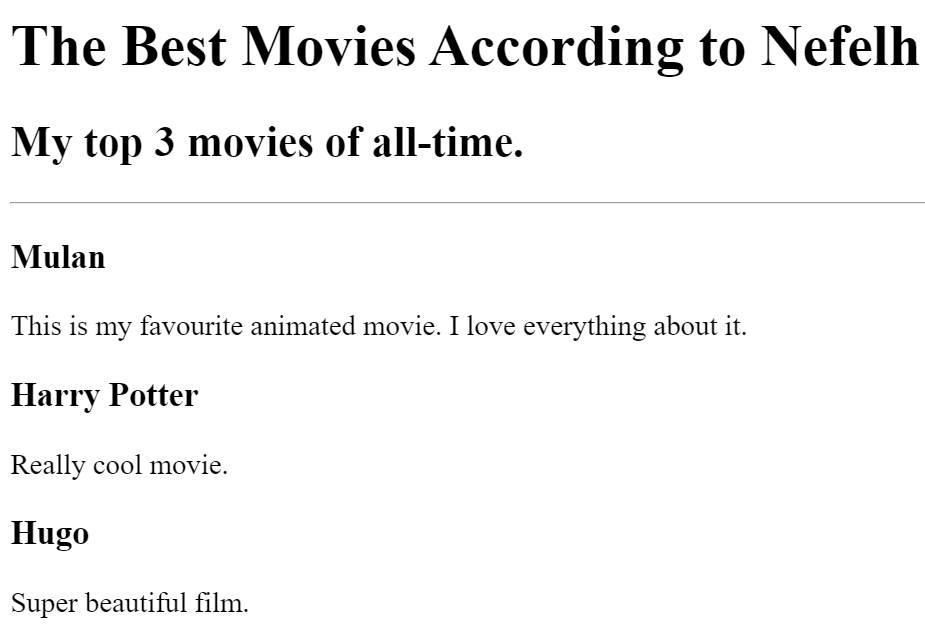 The Best Movies According to Nefelh
My top 3 movies of all-time.
Mulan
This is my favourite animated movie. I love everything about it.
Harry Potter
Really cool movie.
Hugo
Super beautiful film.